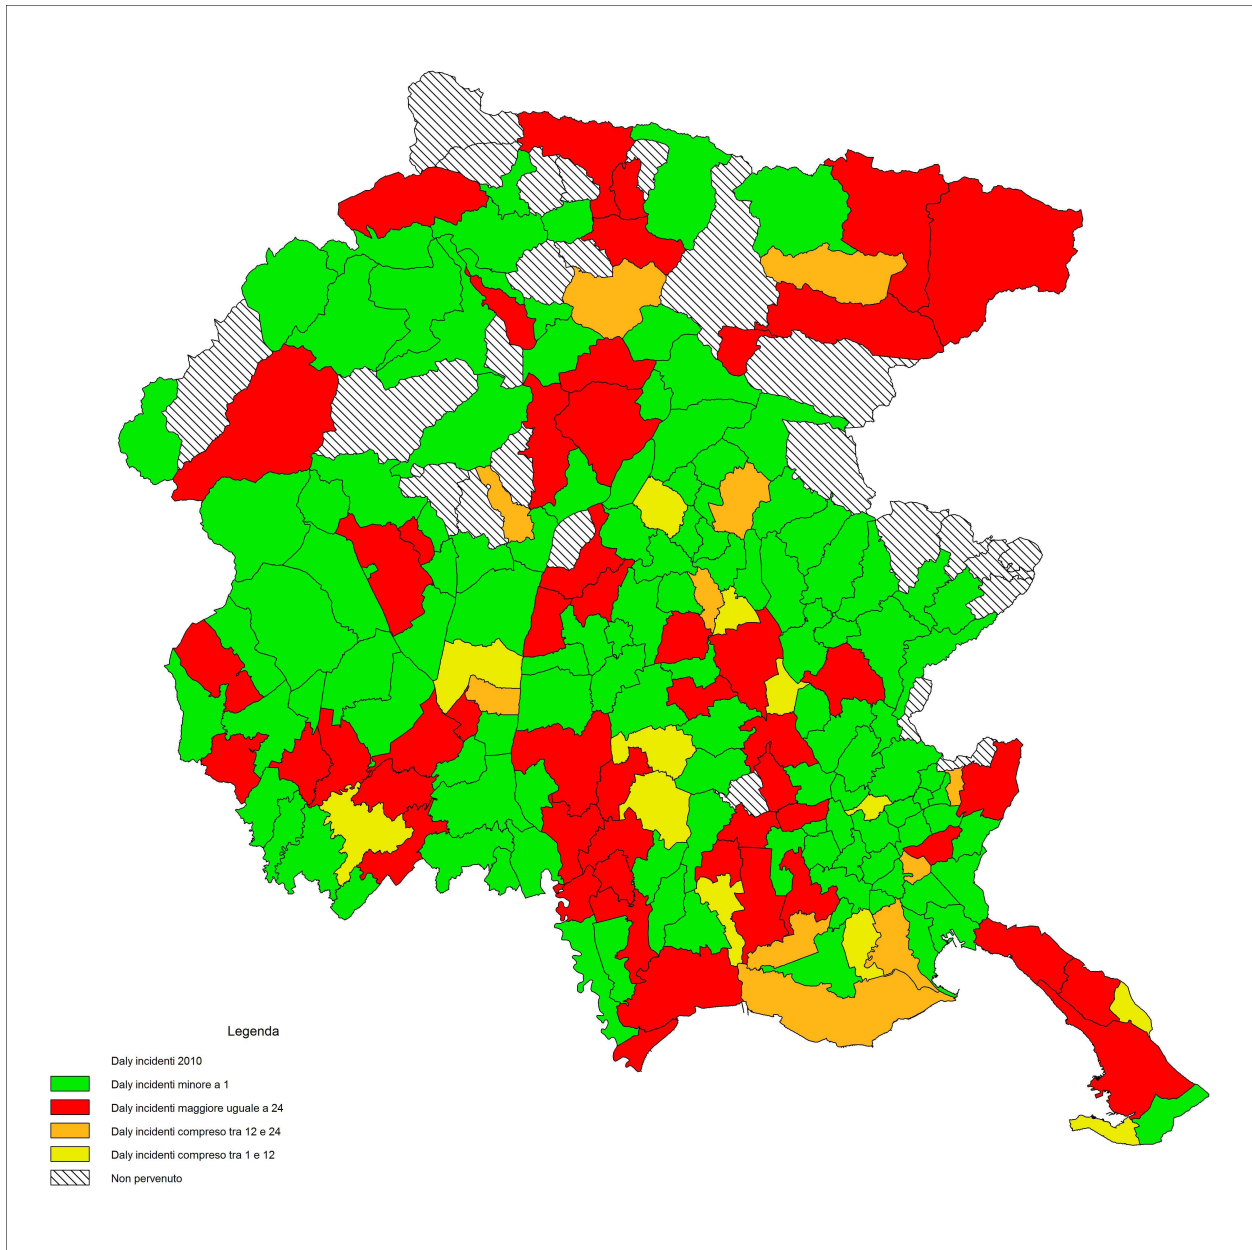 Legenda
Daly incidenti 2010
Daly incidenti minore a 1
Daly incidenti maggiore uguale a 24
Daly incidenti compreso tra 12 e 24
Daly incidenti compreso tra 1 e 12
Non pervenuto